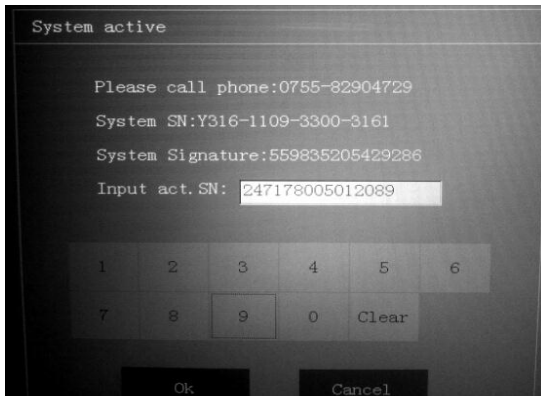 System active
Please call phone:0755-82904729
System SN:Y316-1109-3300-3161
System Signature:559835205429286
Input act.SN: 247178005012089
1 2 3 4 5 6
7 8 9 0 Clear
Ok Cancel